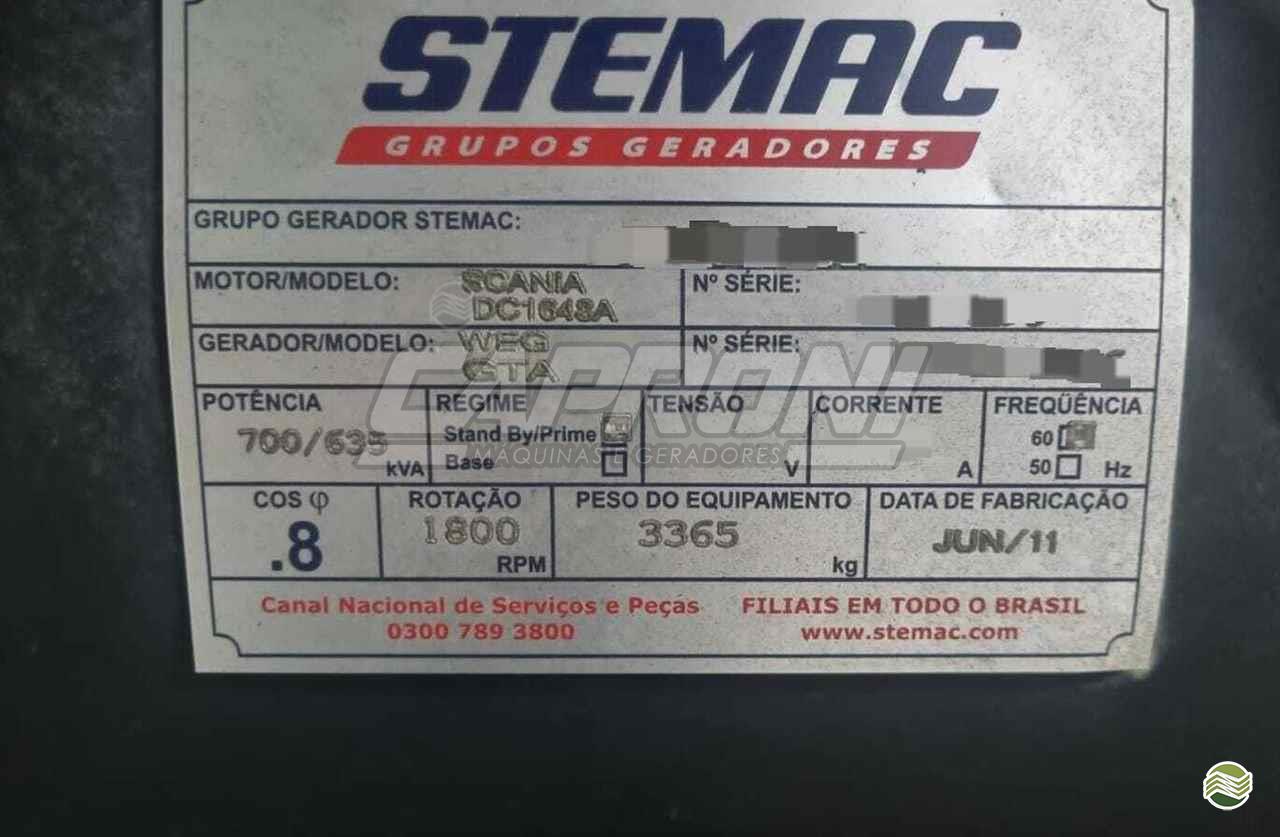 STEMAC
GRUPOS GERADORES
GRUPO GERADOR STEMAC:
MOTOR/MODELO: SCANIA DC1648A Nº SÉRIE:
GERADOR/MODELO: WEG GTA Nº SÉRIE:
CAPRONI
MÁQUINAS GERADORES
POTÊNCIA REGIME TENSÃO CORRENTE FREQÜÊNCIA
700/635 kVA Stand By/Prime V A 60
Base 50 Hz
COS φ ROTAÇÃO PESO DO EQUIPAMENTO DATA DE FABRICAÇÃO
.8 1800 RPM 3365 kg JUN/11
Canal Nacional de Serviços e Peças FILIAIS EM TODO O BRASIL
0300 789 3800 www.stemac.com